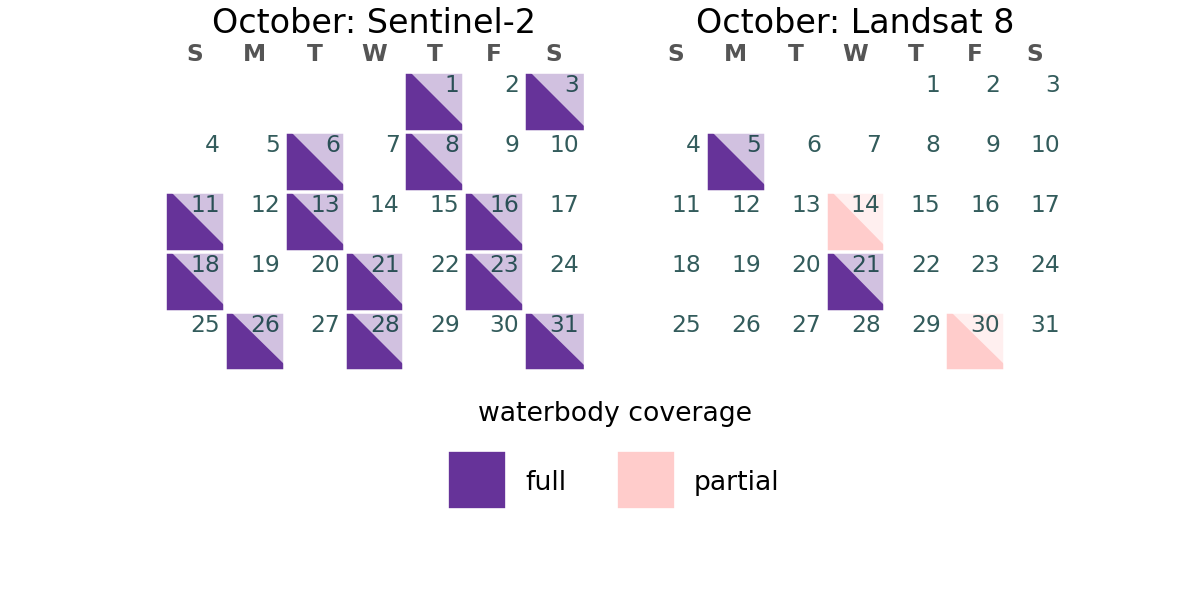 October: Sentinel-2
S M T W T F S
1 2 3
4 5 6 7 8 9 10
11 12 13 14 15 16 17
18 19 20 21 22 23 24
25 26 27 28 29 30 31
October: Landsat 8
S M T W T F S
1 2 3
4 5 6 7 8 9 10
11 12 13 14 15 16 17
18 19 20 21 22 23 24
25 26 27 28 29 30 31
waterbody coverage
full
partial